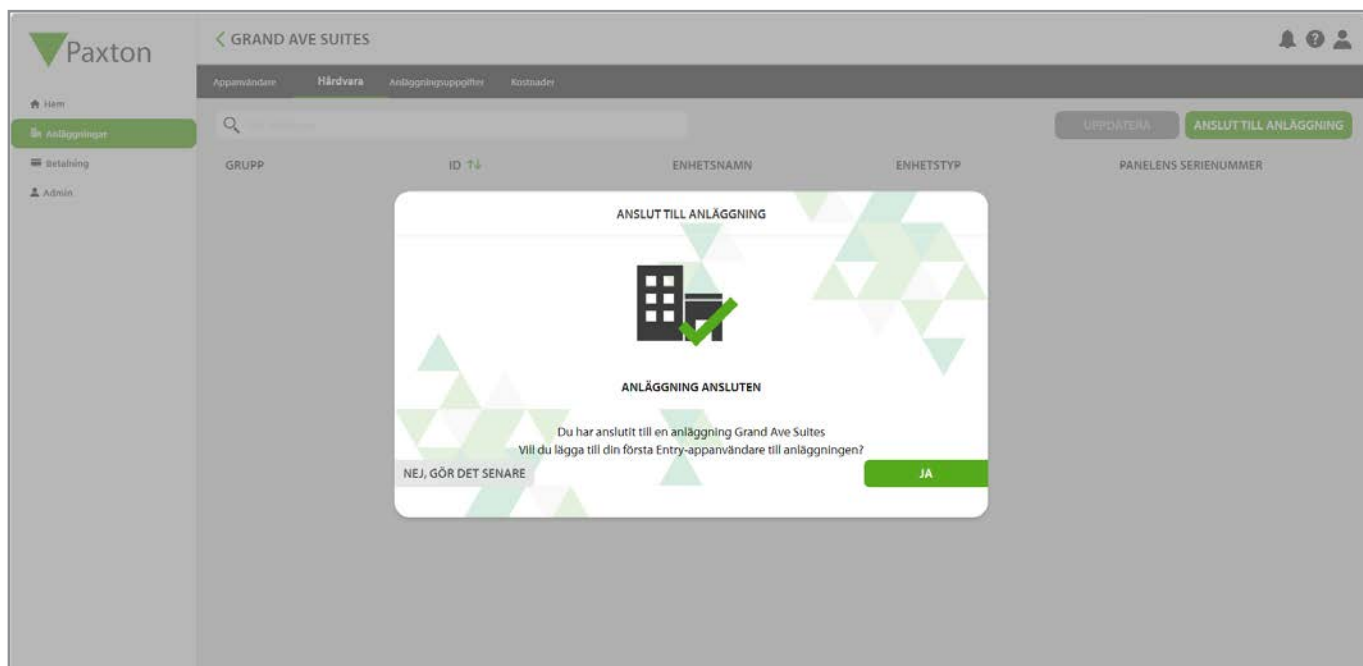 Paxton
GRAND AVE SUITES
Appanvändare Hårdvara Anläggningsuppgifter Kostnader
Hem
Anläggningar
Betalning
Admin
UPPDATERA ANSLUT TILL ANLÄGGNING
GRUPP ID ENHETSNAMN ENHETSTYP PANELENS SERIENUMMER
ANSLUT TILL ANLÄGGNING
ANLÄGGNING ANSLUTEN
Du har anslutit till en anläggning Grand Ave Suites
Vill du lägga till din första Entry-appanvändare till anläggningen?
NEJ, GÖR DET SENARE JA